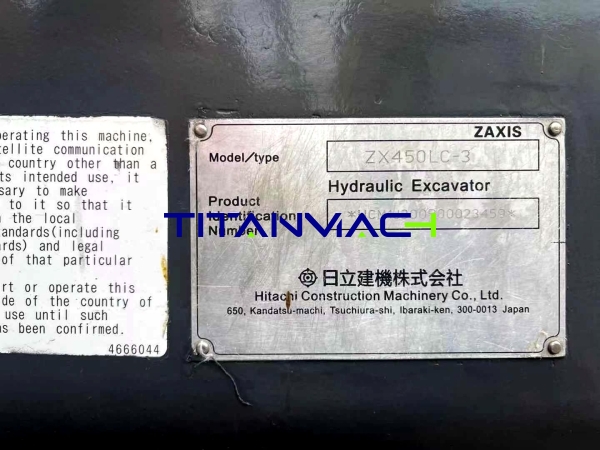 erating this machine,
ellite communication
country other than a
ts intended use, it
sary to make
to it so that it
the local
tandards(including
ards) and legal
of that particular
rt or operate this
de of the country of
use until such
as been confirmed.
4666044
ZAXIS
Model/type ZX450LC-3
Hydraulic Excavator
Product
Identification
Number
TITANMACH
日立建機株式会社
Hitachi Construction Machinery Co., Ltd.
650, Kandatsu-machi, Tsuchiura-shi, Ibaraki-ken, 300-0013 Japan